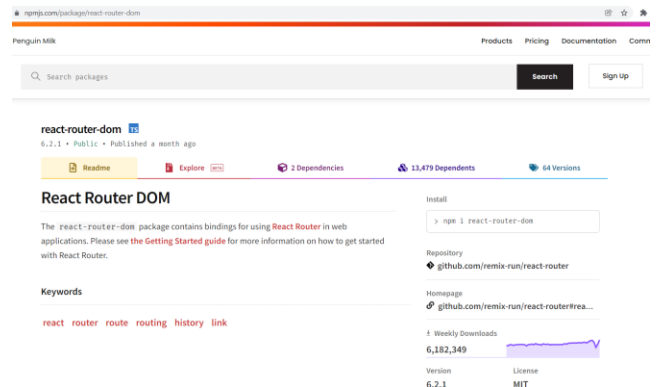 npmjs.com/package/react-router-dom
Penguin Milk
Products Pricing Documentation Comm
Search packages
Search
Sign Up
react-router-dom TS
6.2.1 • Public • Published a month ago
Readme
Explore BETA
2 Dependencies
13,479 Dependents
64 Versions
React Router DOM
The react-router-dom package contains bindings for using React Router in web
applications. Please see the Getting Started guide for more information on how to get started
with React Router.
Keywords
react router route routing history link
Install
> npm i react-router-dom
Repository
github.com/remix-run/react-router
Homepage
github.com/remix-run/react-router#rea...
Weekly Downloads
6,182,349
Version
6.2.1
License
MIT